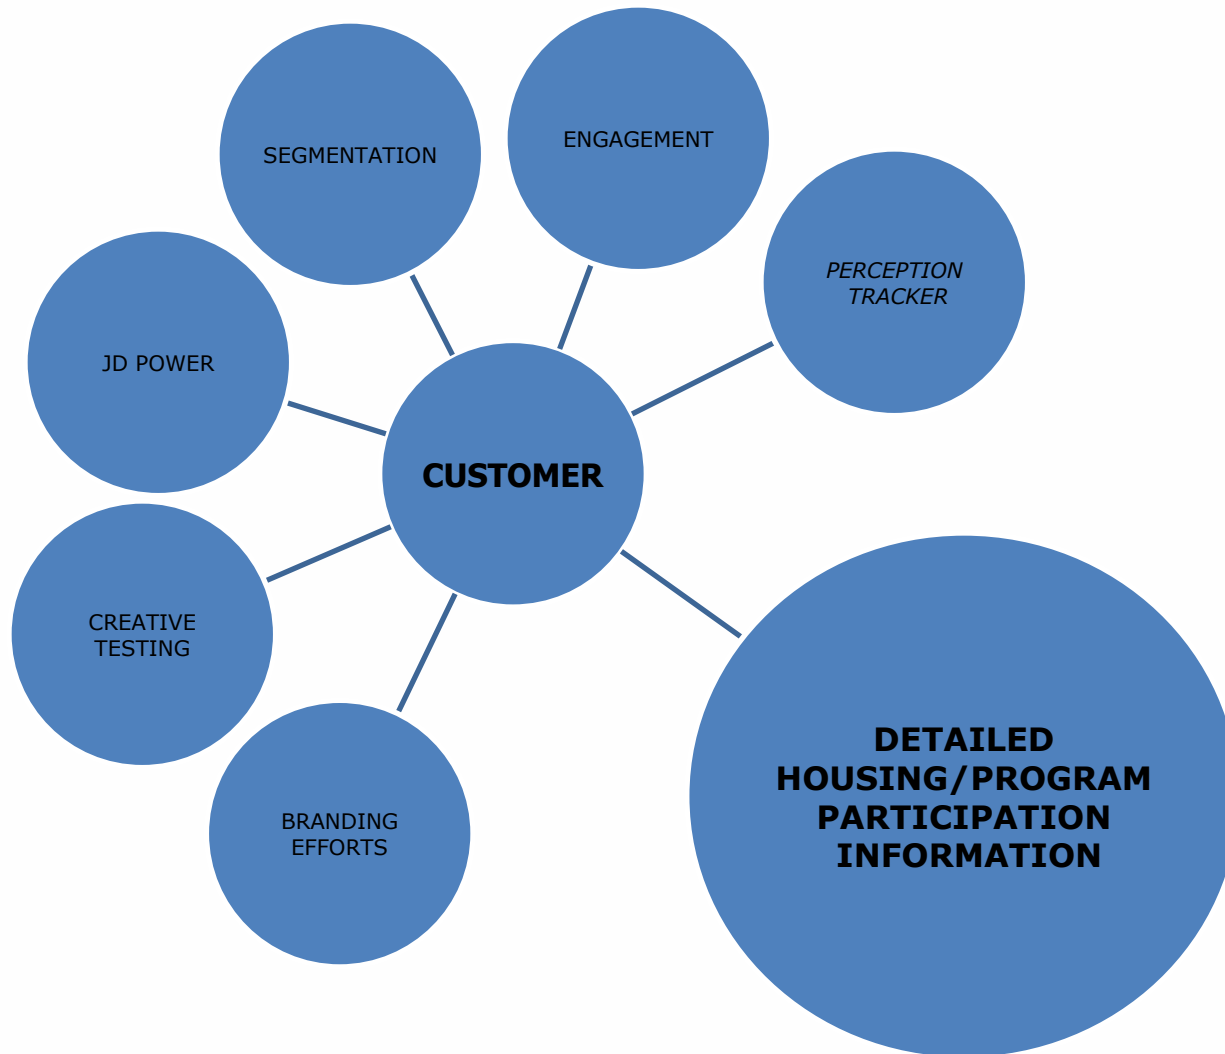 SEGMENTATION
ENGAGEMENT
PERCEPTION
TRACKER
JD POWER
CUSTOMER
CREATIVE
TESTING
BRANDING
EFFORTS
DETAILED
HOUSING/PROGRAM
PARTICIPATION
INFORMATION